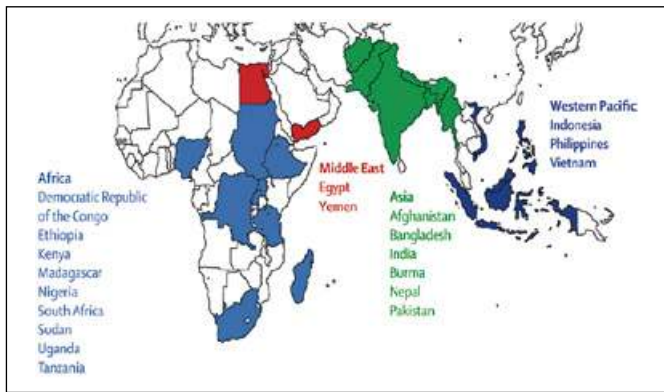 Africa
Democratic Republic
of the Congo
Ethiopia
Kenya
Madagascar
Nigeria
South Africa
Sudan
Uganda
Tanzania
Middle East
Egypt
Yemen
Asia
Afghanistan
Bangladesh
India
Burma
Nepal
Pakistan
Western Pacific
Indonesia
Philippines
Vietnam